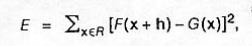 E = ∑x∈R [F(x + h) – G(x)]²,